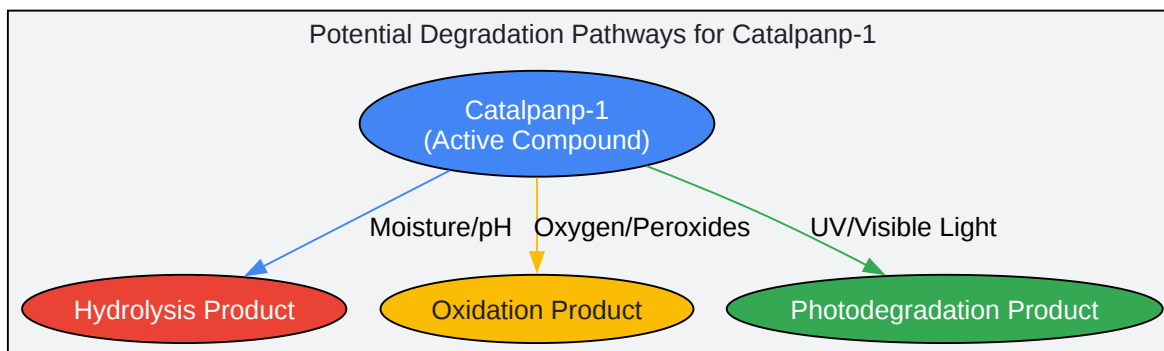 Potential Degradation Pathways for Catalpanp-1
Catalpanp-1
(Active Compound)
Moisture/pH
Oxygen/Peroxides
UV/Visible Light
Hydrolysis Product
Oxidation Product
Photodegradation Product